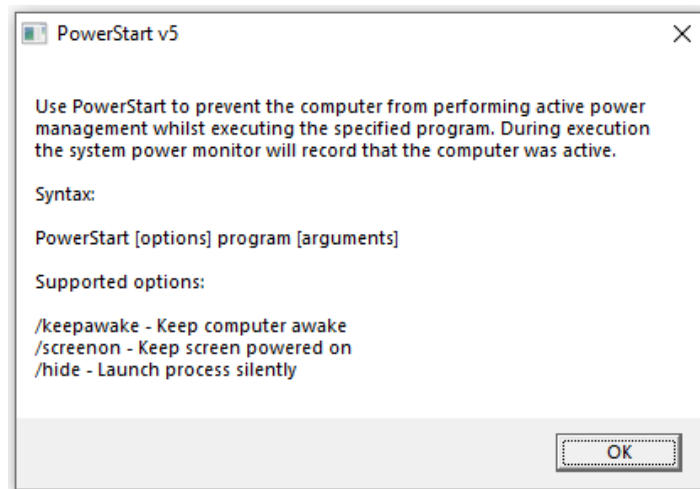 PowerStart v5
Use PowerStart to prevent the computer from performing active power
management whilst executing the specified program. During execution
the system power monitor will record that the computer was active.
Syntax:
PowerStart [options] program [arguments]
Supported options:
/keepawake - Keep computer awake
/screenon - Keep screen powered on
/hide - Launch process silently
OK